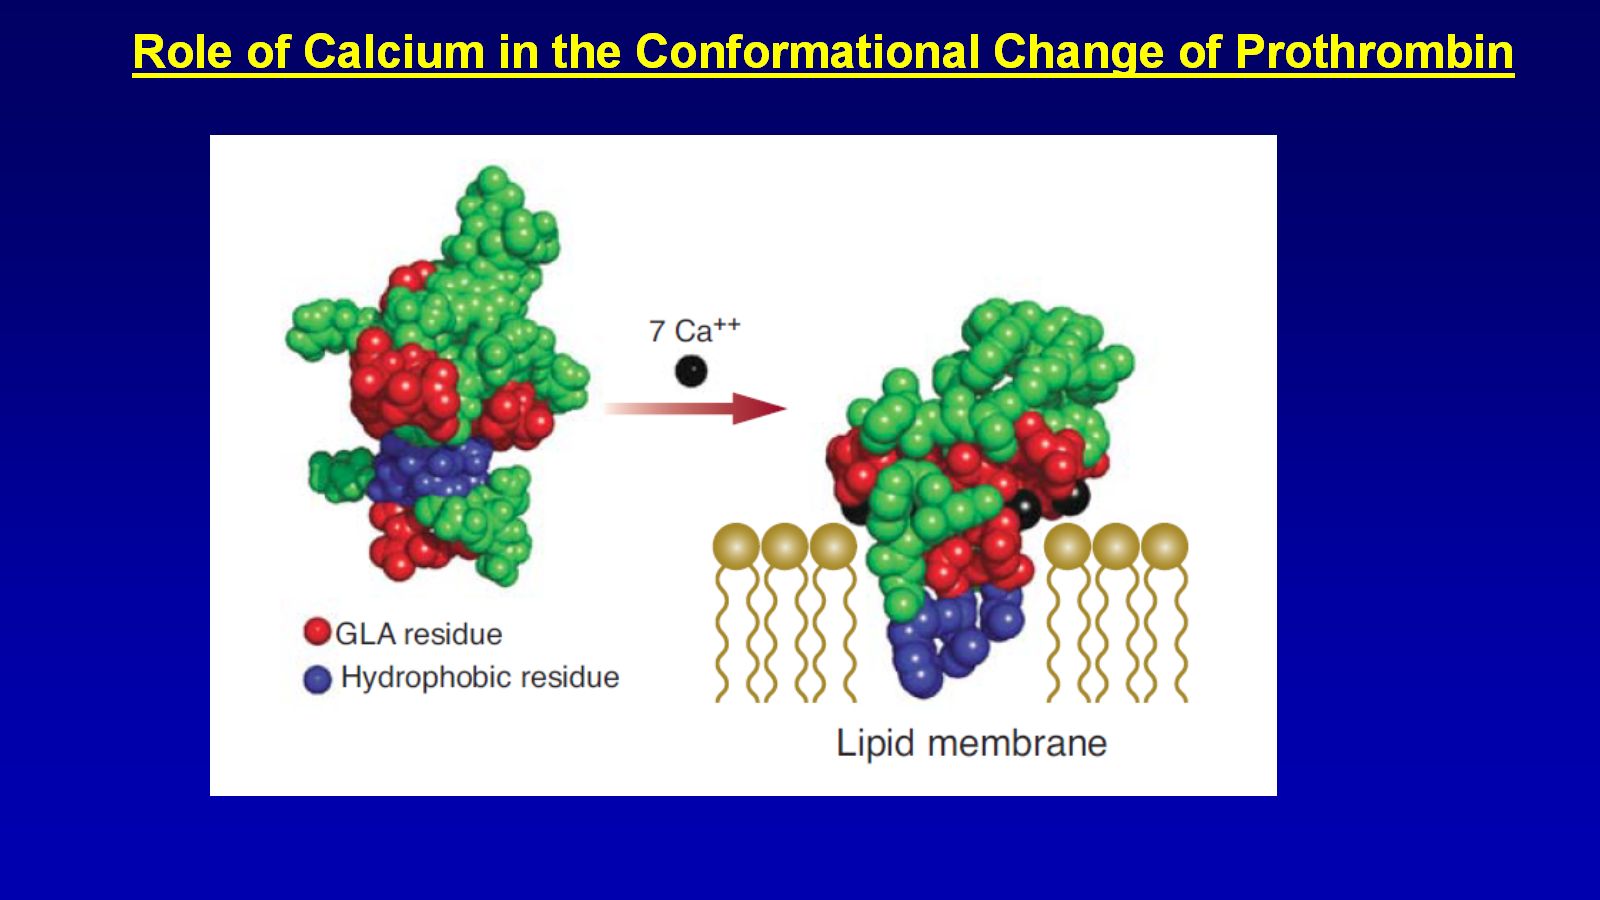 Role of Calcium in the Conformational Change of Prothrombin
7 Ca⁺⁺
GLA residue
Hydrophobic residue
Lipid membrane